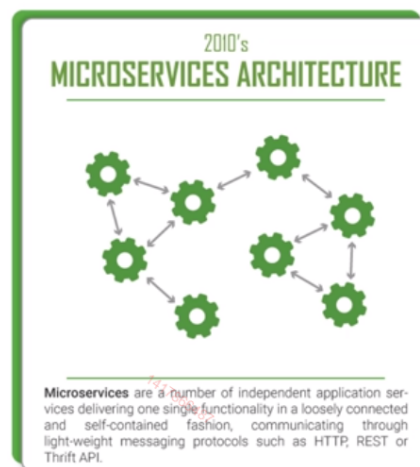 2010's
MICROSERVICES ARCHITECTURE
Microservices are a number of independent application ser-
vices delivering one single functionality in a loosely connected
and self-contained fashion, communicating through
light-weight messaging protocols such as HTTP, REST or
Thrift API.